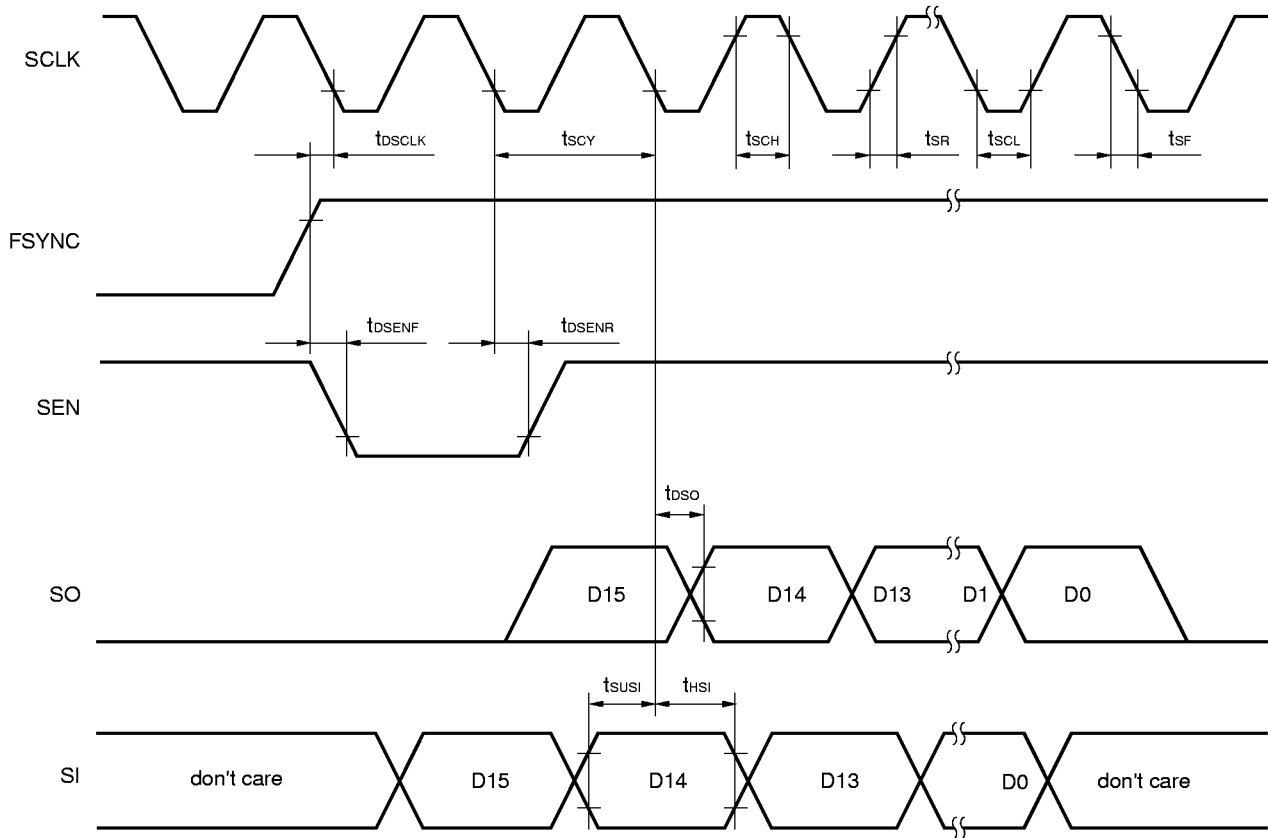 SCLK
tDSCLK tSCY tSCH tSR tSCL tSF
FSYNC
tDSENF tDSENR
SEN
tDSO
SO D15 D14 D13 D1 D0
tSUSI tHSI
SI don't care D15 D14 D13 D0 don't care